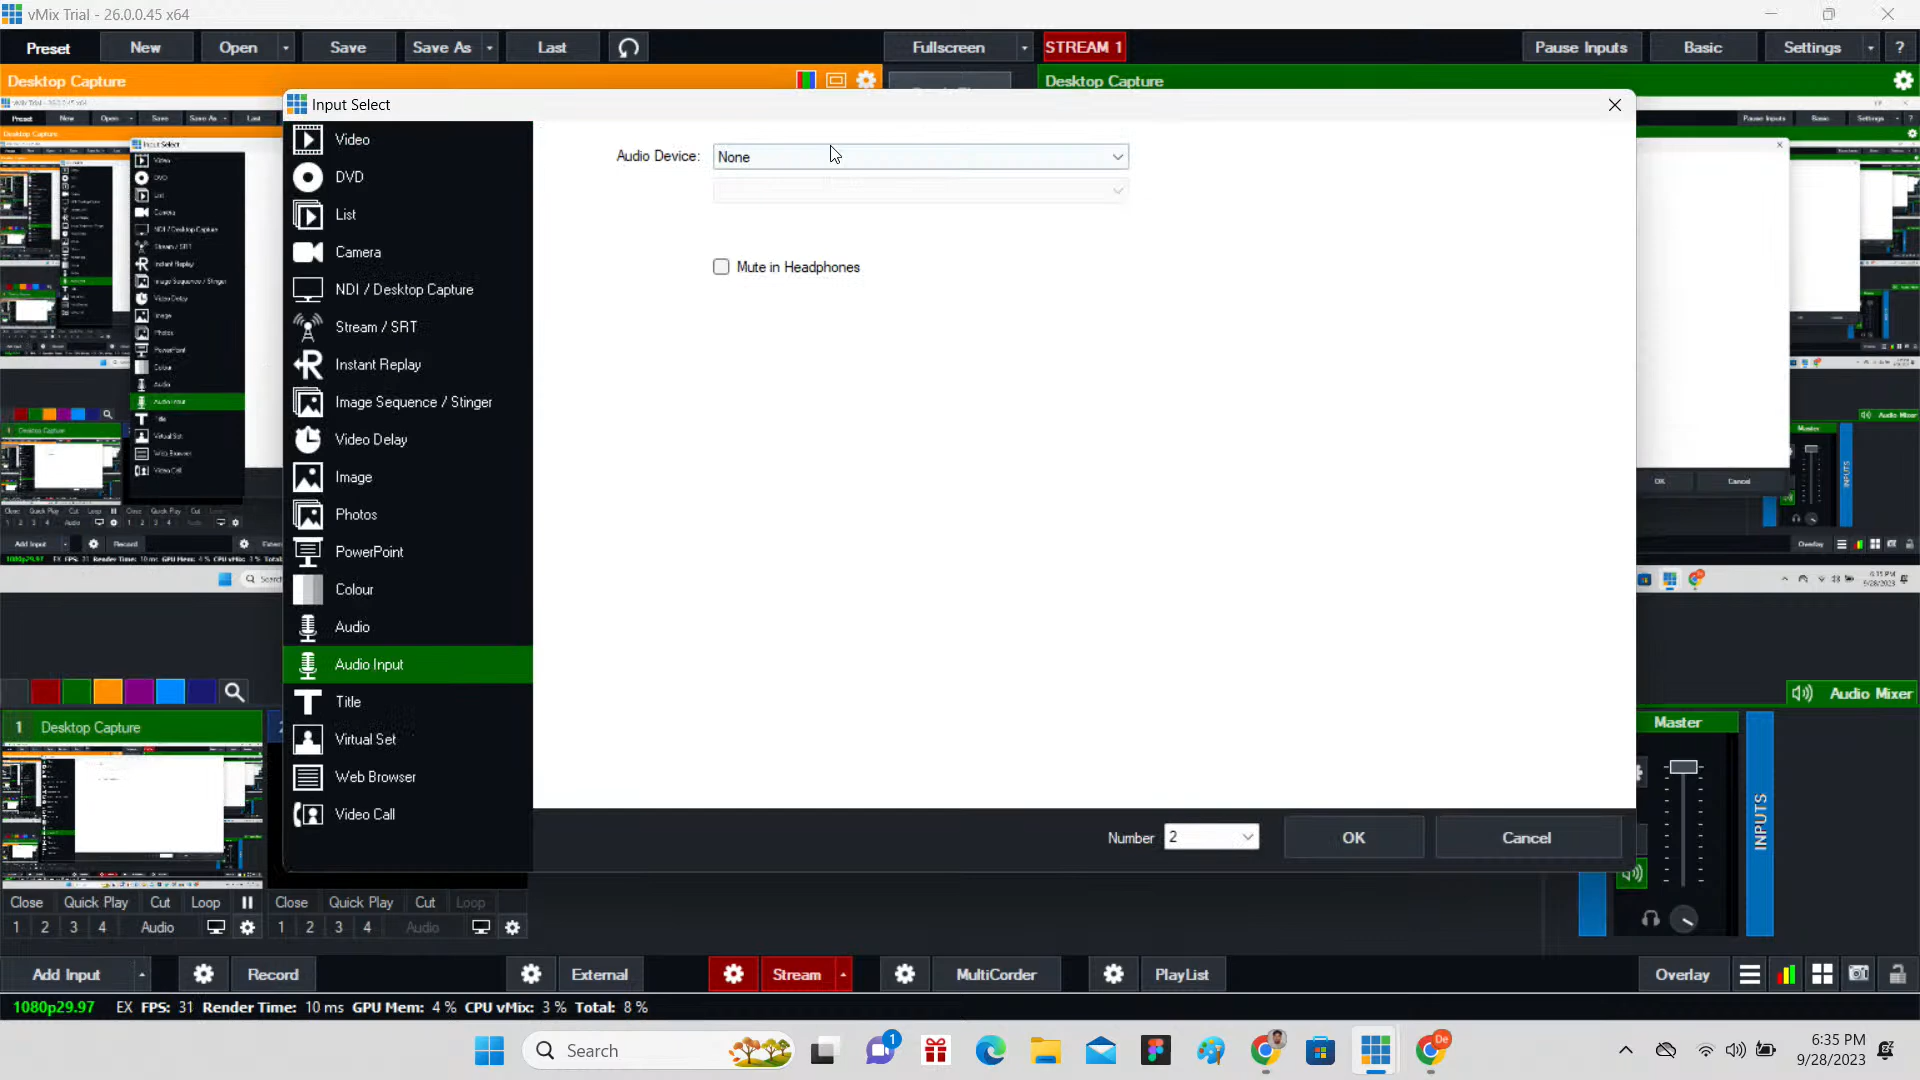 vMix Trial - 26.0.0.45 x64
Preset New Open Save Save As Last Fullscreen STREAM 1 Pause Inputs Basic Settings ?
Desktop Capture
Desktop Capture
Input Select
Video
DVD
List
Camera
NDI / Desktop Capture
Stream / SRT
Instant Replay
Image Sequence / Stinger
Video Delay
Image
Photos
PowerPoint
Colour
Audio
Audio Input
Title
Virtual Set
Web Browser
Video Call
Audio Device: None
Mute in Headphones
Number 2 OK Cancel
Audio Mixer
Master
INPUTS
1 Desktop Capture
2
Close Quick Play Cut Loop Close Quick Play Cut Loop
1 2 3 4 Audio 1 2 3 4 Audio
Add Input Record External Stream MultiCorder PlayList Overlay
1080p29.97 EX FPS: 31 Render Time: 10 ms GPU Mem: 4 % CPU vMix: 3 % Total: 8 %
Search
1
De
6:35 PM
9/28/2023